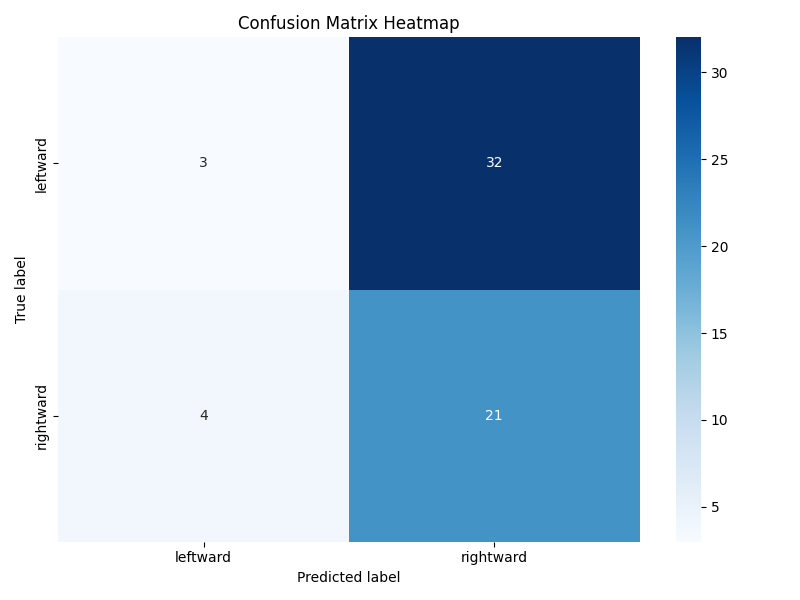 Confusion Matrix Heatmap
True label
leftward
rightward
3
32
4
21
leftward
rightward
Predicted label
30
25
20
15
10
5